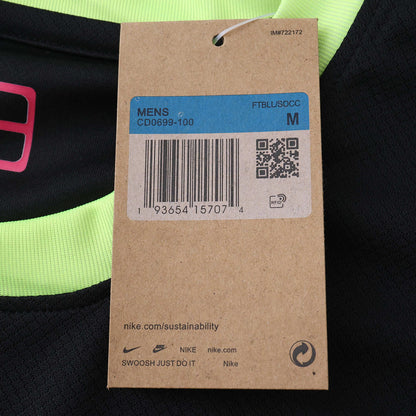 IM#722172
MENS FTBLUSDCC
CD0699-100 M
1 93654 15707 4
nike.com/sustainability
NIKE nike.com
SWOOSH JUST DO IT Nike